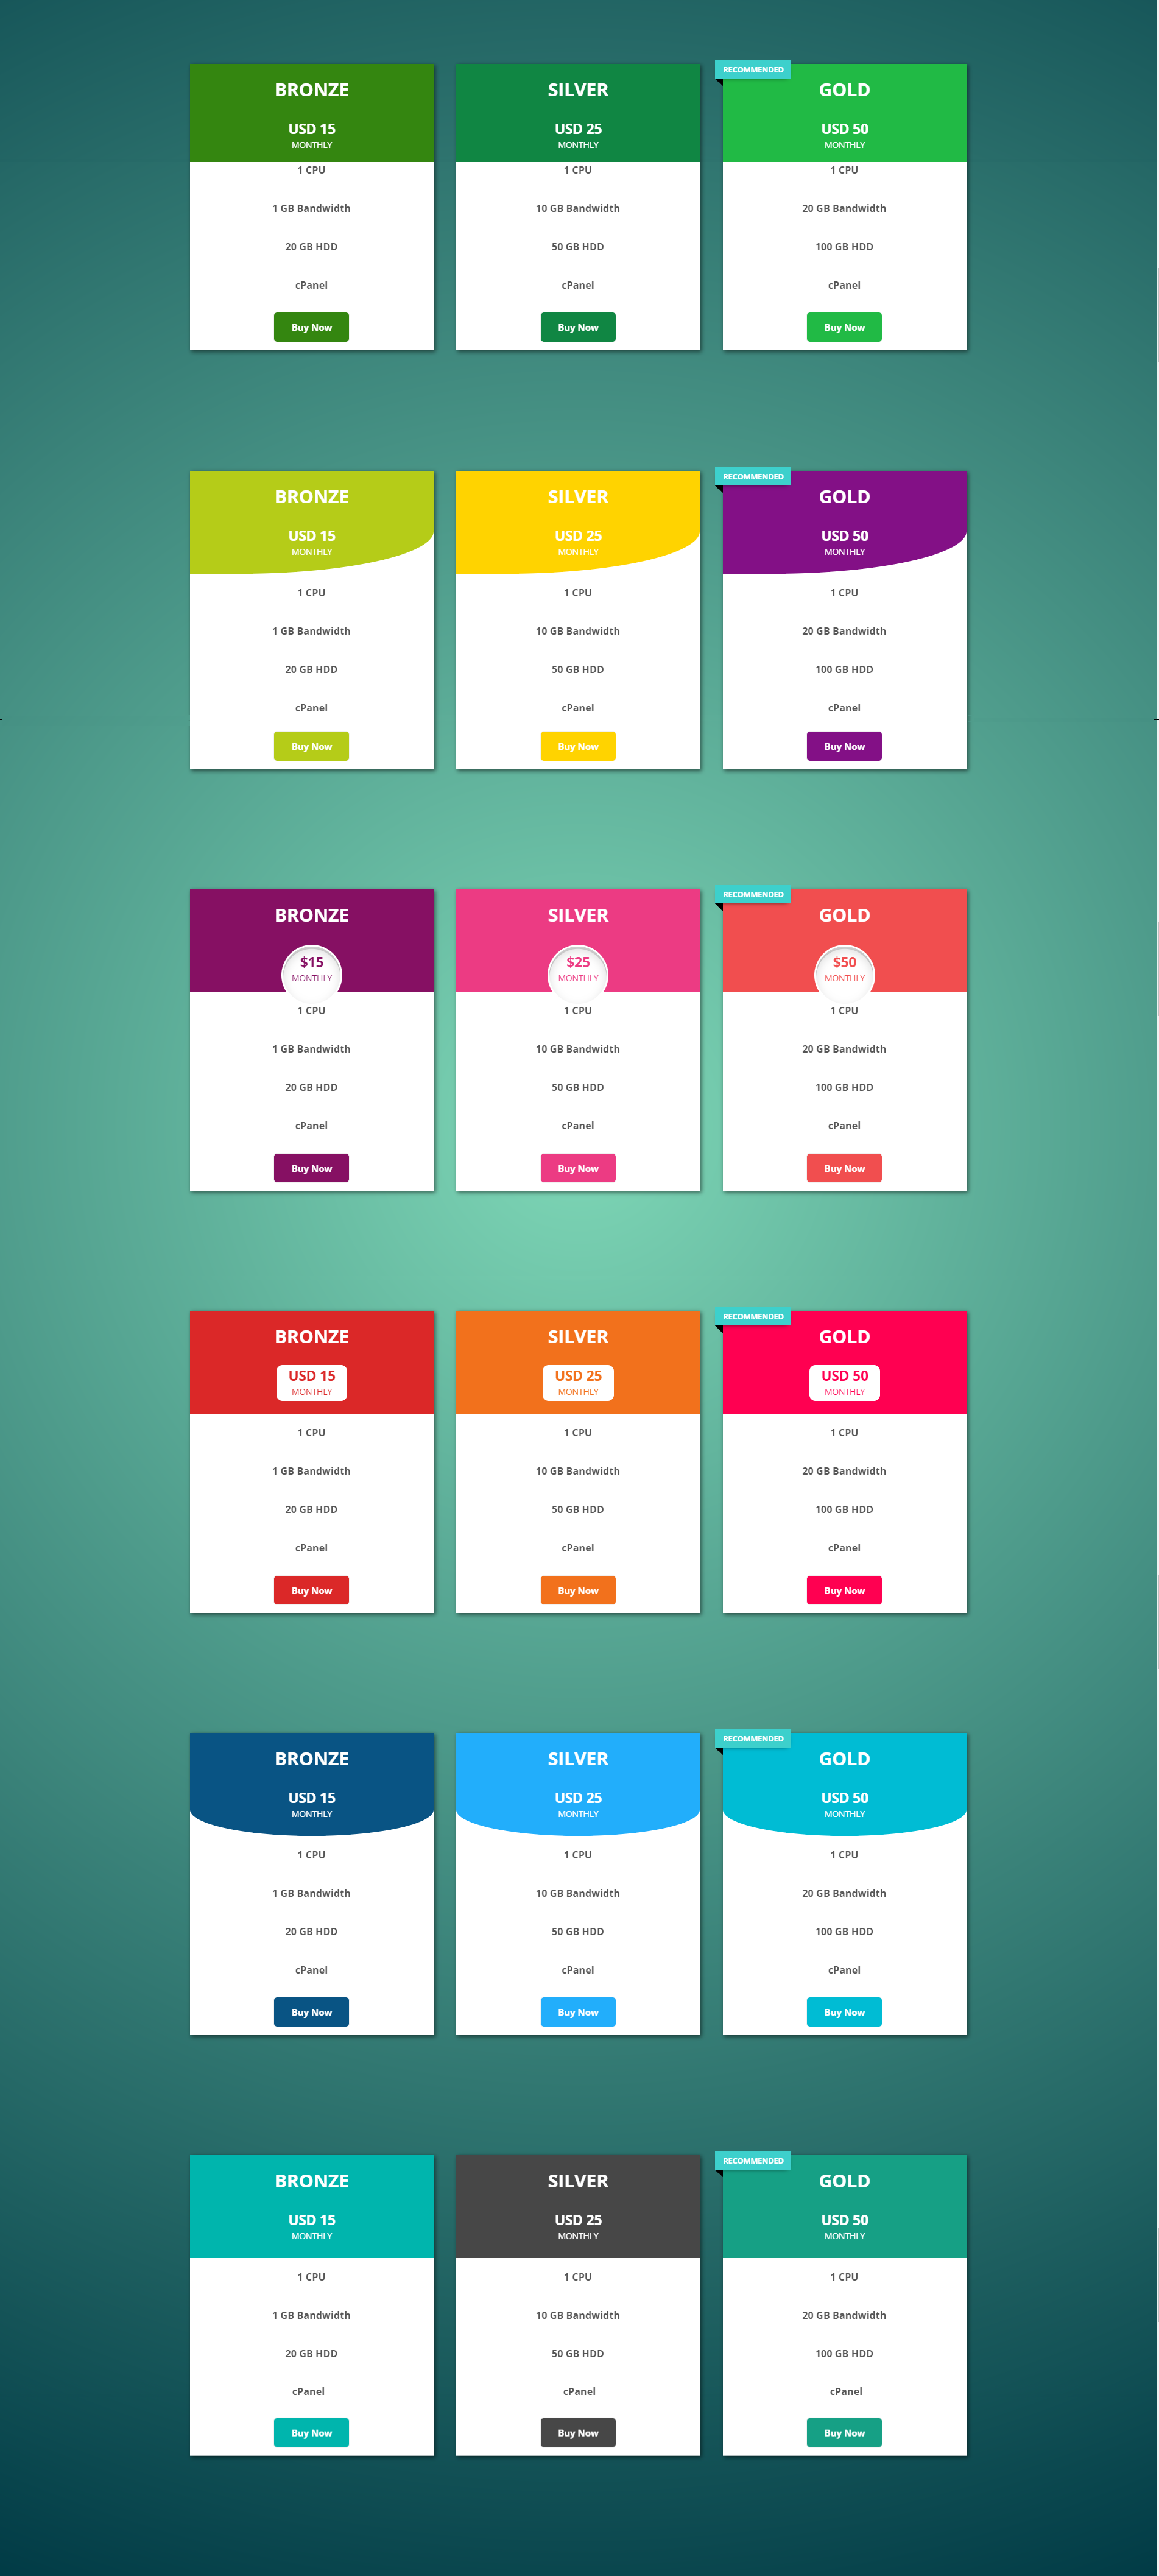 RECOMMENDED
BRONZE SILVER GOLD
USD 15 USD 25 USD 50
MONTHLY MONTHLY MONTHLY
1 CPU 1 CPU 1 CPU
1 GB Bandwidth 10 GB Bandwidth 20 GB Bandwidth
20 GB HDD 50 GB HDD 100 GB HDD
cPanel cPanel cPanel
Buy Now Buy Now Buy Now
RECOMMENDED
BRONZE SILVER GOLD
USD 15 USD 25 USD 50
MONTHLY MONTHLY MONTHLY
1 CPU 1 CPU 1 CPU
1 GB Bandwidth 10 GB Bandwidth 20 GB Bandwidth
20 GB HDD 50 GB HDD 100 GB HDD
cPanel cPanel cPanel
Buy Now Buy Now Buy Now
RECOMMENDED
BRONZE SILVER GOLD
$15 $25 $50
MONTHLY MONTHLY MONTHLY
1 CPU 1 CPU 1 CPU
1 GB Bandwidth 10 GB Bandwidth 20 GB Bandwidth
20 GB HDD 50 GB HDD 100 GB HDD
cPanel cPanel cPanel
Buy Now Buy Now Buy Now
RECOMMENDED
BRONZE SILVER GOLD
USD 15 USD 25 USD 50
MONTHLY MONTHLY MONTHLY
1 CPU 1 CPU 1 CPU
1 GB Bandwidth 10 GB Bandwidth 20 GB Bandwidth
20 GB HDD 50 GB HDD 100 GB HDD
cPanel cPanel cPanel
Buy Now Buy Now Buy Now
RECOMMENDED
BRONZE SILVER GOLD
USD 15 USD 25 USD 50
MONTHLY MONTHLY MONTHLY
1 CPU 1 CPU 1 CPU
1 GB Bandwidth 10 GB Bandwidth 20 GB Bandwidth
20 GB HDD 50 GB HDD 100 GB HDD
cPanel cPanel cPanel
Buy Now Buy Now Buy Now
RECOMMENDED
BRONZE SILVER GOLD
USD 15 USD 25 USD 50
MONTHLY MONTHLY MONTHLY
1 CPU 1 CPU 1 CPU
1 GB Bandwidth 10 GB Bandwidth 20 GB Bandwidth
20 GB HDD 50 GB HDD 100 GB HDD
cPanel cPanel cPanel
Buy Now Buy Now Buy Now